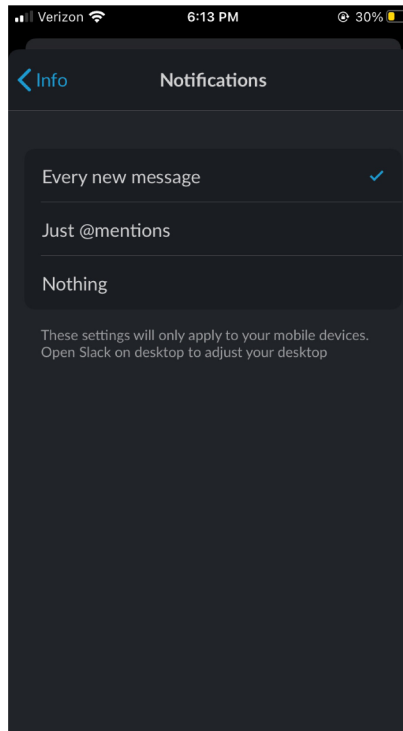 Verizon 6:13 PM 30%
Info Notifications
Every new message
Just @mentions
Nothing
These settings will only apply to your mobile devices.
Open Slack on desktop to adjust your desktop